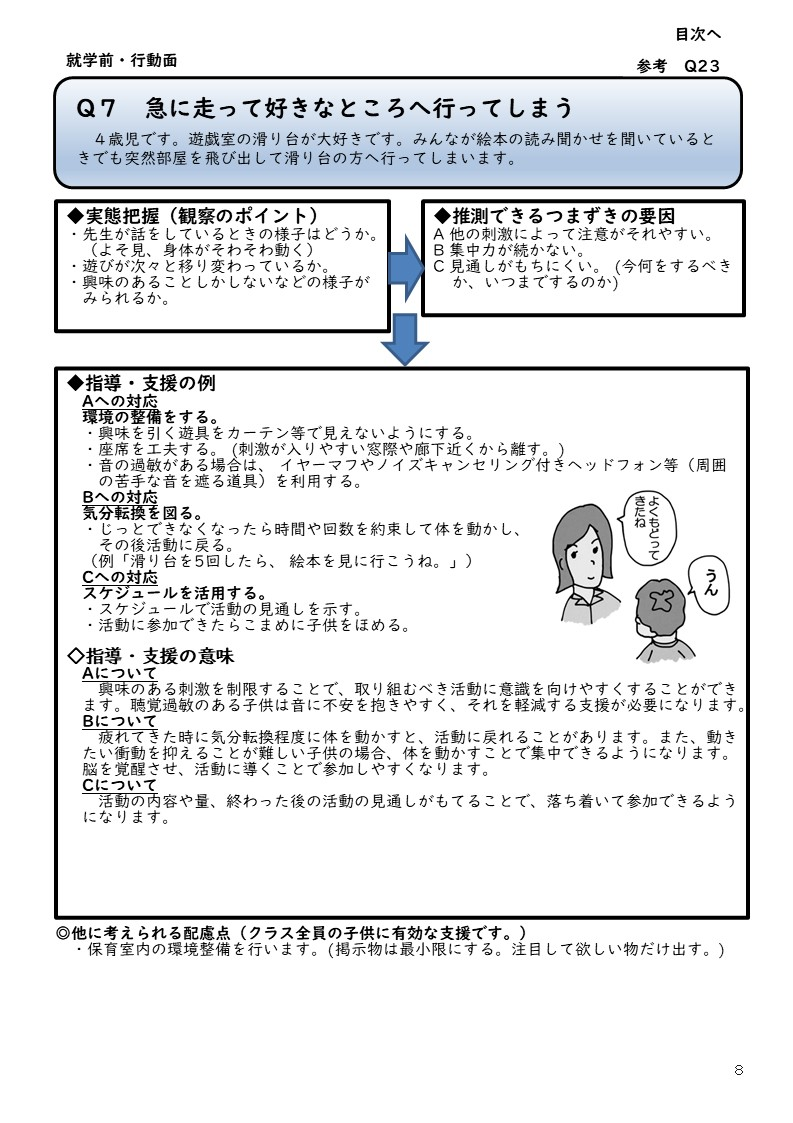 目次へ
就学前・行動面
参考　Q23
Q７　急に走って好きなところへ行ってしまう
４歳児です。遊戯室の滑り台が大好きです。みんなが絵本の読み聞かせを聞いていると
きでも突然部屋を飛び出して滑り台の方へ行ってしまいます。
◆実態把握（観察のポイント）
・先生が話をしているときの様子はどうか。
（よそ見、身体がそわそわ動く）
・遊びが次々と移り変わっているか。
・興味のあることしかしないなどの様子が
みられるか。
◆推測できるつまずきの要因
A 他の刺激によって注意がそれやすい。
B 集中力が続かない。
C 見通しがもちにくい。 (今何をするべき
か、いつまでするのか)
◆指導・支援の例
Aへの対応
環境の整備をする。
・興味を引く遊具をカーテン等で見えないようにする。
・座席を工夫する。 (刺激が入りやすい窓際や廊下近くから離す。)
・音の過敏がある場合は、 イヤーマフやノイズキャンセリング付きヘッドフォン等（周囲
の苦手な音を遮る道具）を利用する。
Bへの対応
気分転換を図る。
・じっとできなくなったら時間や回数を約束して体を動かし、
その後活動に戻る。
（例「滑り台を5回したら、 絵本を見に行こうね。」）
Cへの対応
スケジュールを活用する。
・スケジュールで活動の見通しを示す。
・活動に参加できたらこまめに子供をほめる。
よくもどって
きたね
うん
◇指導・支援の意味
Aについて
興味のある刺激を制限することで、取り組むべき活動に意識を向けやすくすることができ
ます。聴覚過敏のある子供は音に不安を抱きやすく、それを軽減する支援が必要になります。
Bについて
疲れてきた時に気分転換程度に体を動かすと、活動に戻れることがあります。また、動き
たい衝動を抑えることが難しい子供の場合、体を動かすことで集中できるようになります。
脳を覚醒させ、活動に導くことで参加しやすくなります。
Cについて
活動の内容や量、終わった後の活動の見通しがもてることで、落ち着いて参加できるよう
になります。
◎他に考えられる配慮点（クラス全員の子供に有効な支援です。）
・保育室内の環境整備を行います。(掲示物は最小限にする。注目して欲しい物だけ出す。)
8